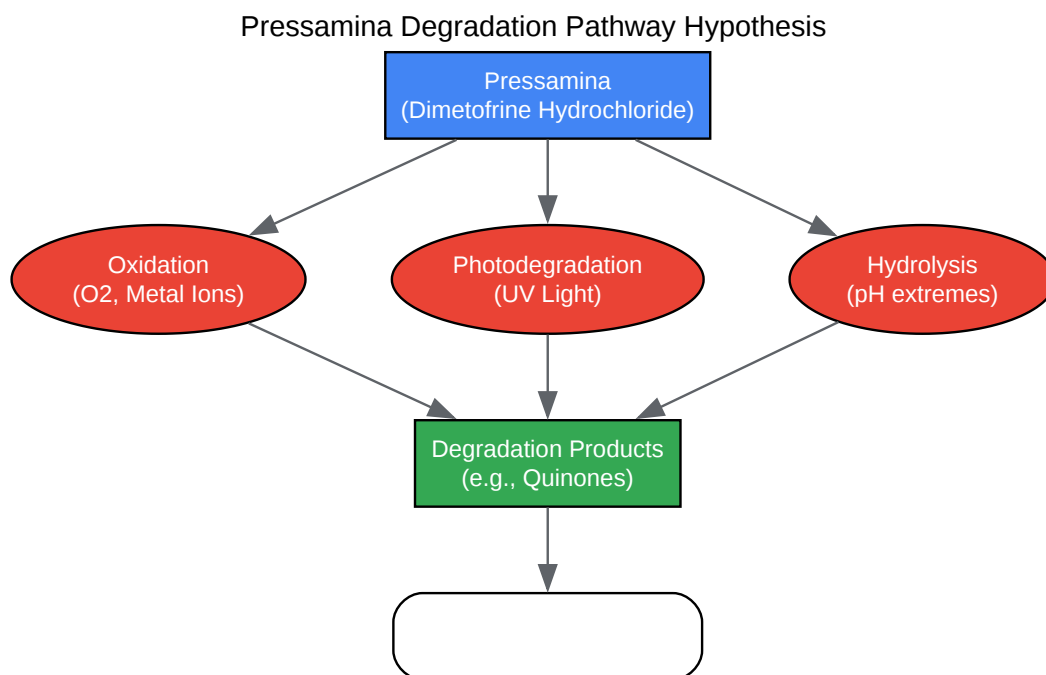 Pressamina Degradation Pathway Hypothesis
Pressamina
(Dimetofrine Hydrochloride)
Oxidation
(O2, Metal Ions)
Photodegradation
(UV Light)
Hydrolysis
(pH extremes)
Degradation Products
(e.g., Quinones)